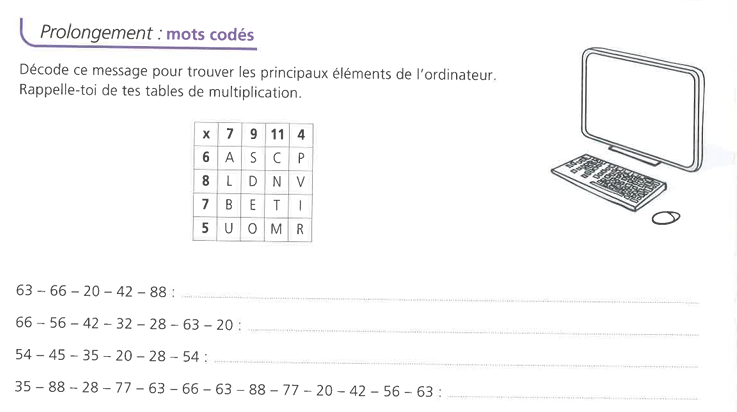 Prolongement : mots codés
Décode ce message pour trouver les principaux éléments de l'ordinateur.
Rappelle-toi de tes tables de multiplication.
x 7 9 11 4
6 A S C P
8 L D N V
7 B E T I
5 U O M R
63 – 66 – 20 – 42 – 88 :
66 – 56 – 42 – 32 – 28 – 63 – 20 :
54 – 45 – 35 – 20 – 28 – 54 :
35 – 88 – 28 – 77 – 63 – 66 – 63 – 88 – 77 – 20 – 42 – 56 – 63 :